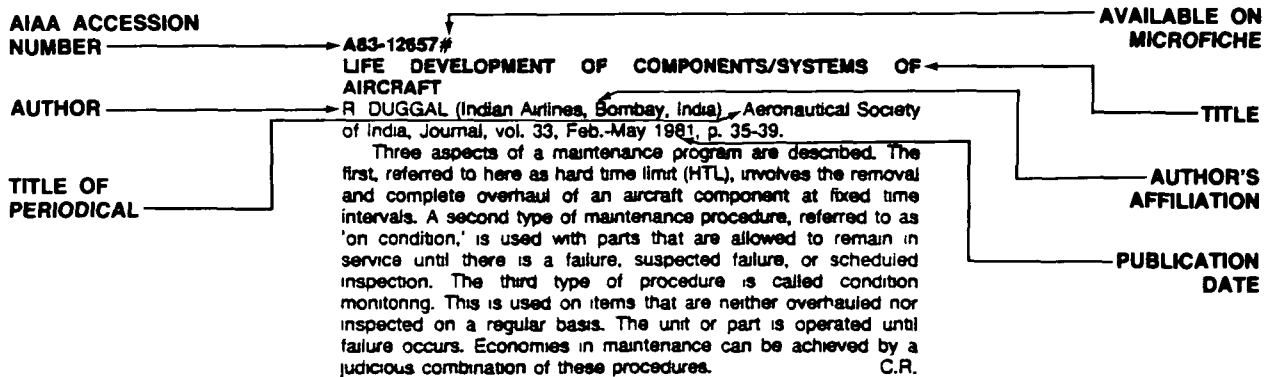 AIAA ACCESSION
NUMBER
AVAILABLE ON
MICROFICHE
A83-12657#
LIFE DEVELOPMENT OF COMPONENTS/SYSTEMS OF
AIRCRAFT
AUTHOR
R DUGGAL (Indian Airlines, Bombay, India) Aeronautical Society
of India, Journal, vol. 33, Feb.-May 1981, p. 35-39.
TITLE
Three aspects of a maintenance program are described. The
first, referred to here as hard time limit (HTL), involves the removal
and complete overhaul of an aircraft component at fixed time
intervals. A second type of maintenance procedure, referred to as
'on condition,' is used with parts that are allowed to remain in
service until there is a failure, suspected failure, or scheduled
inspection. The third type of procedure is called condition
monitoring. This is used on items that are neither overhauled nor
inspected on a regular basis. The unit or part is operated until
failure occurs. Economies in maintenance can be achieved by a
judicious combination of these procedures. C.R.
TITLE OF
PERIODICAL
AUTHOR'S
AFFILIATION
PUBLICATION
DATE